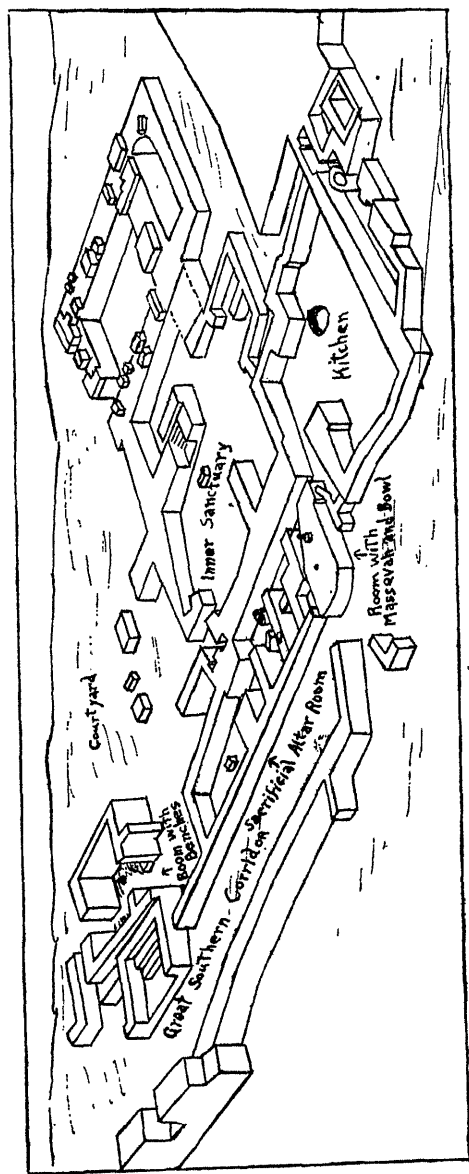 Courtyard
Inner Sanctuary
Kitchen
↑
Room with
Benches
↑
Sacrificial Altar Room
↑
Room with
Massevah and Bowl
Great Southern Corridor